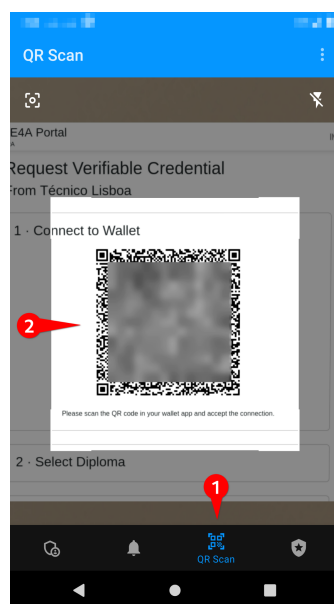 QR Scan
E4A Portal
Request Verifiable Credential
From Técnico Lisboa
1 · Connect to Wallet
2
Please scan the QR code in your wallet app and accept the connection.
2 · Select Diploma
1
QR Scan